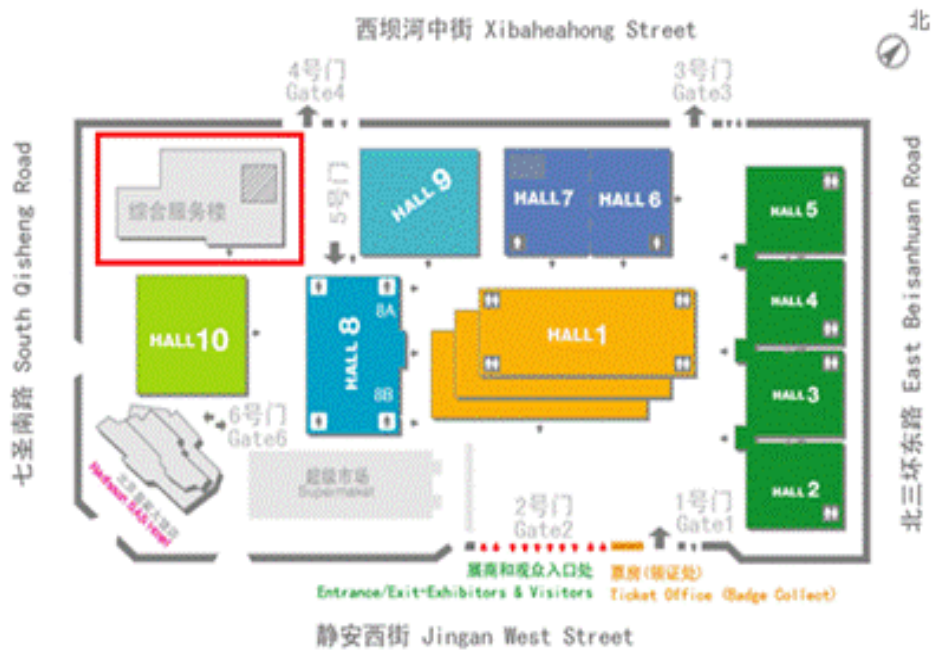 北
西坝河中街 Xibaheahong Street
4号门
Gate4
3号门
Gate3
七圣南路 South Qisheng Road
北三环东路 East Beisanhuan Road
综合服务楼
5号门
HALL 9
HALL 7
HALL 6
HALL 5
HALL 10
HALL 8
8A
8B
HALL 1
HALL 4
HALL 3
HALL 2
6号门
Gate6
超级市场
Supermaket
2号门
Gate2
1号门
Gate1
展商和观众入口处
Entrance/Exit-Exhibitors & Visitors
票房(领证处)
Ticket Office (Badge Collect)
静安西街 Jingan West Street